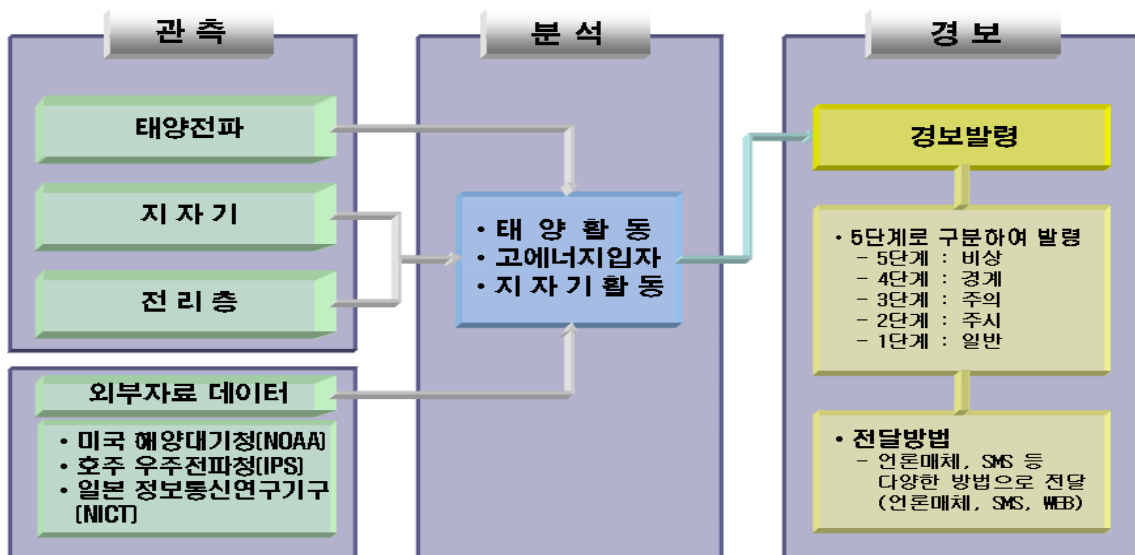 관 측
태양전파
지 자 기
전 리 층
외부자료 데이터
• 미국 해양대기청(NOAA)
• 호주 우주전파청(IPS)
• 일본 정보통신연구기구
(NICT)
분 석
• 태 양 활 동
• 고에너지입자
• 지 자 기 활 동
경 보
경보발령
• 5단계로 구분하여 발령
– 5단계 : 비상
– 4단계 : 경계
– 3단계 : 주의
– 2단계 : 주시
– 1단계 : 일반
• 전달방법
– 언론매체, SMS 등
다양한 방법으로 전달
(언론매체, SMS, WEB)